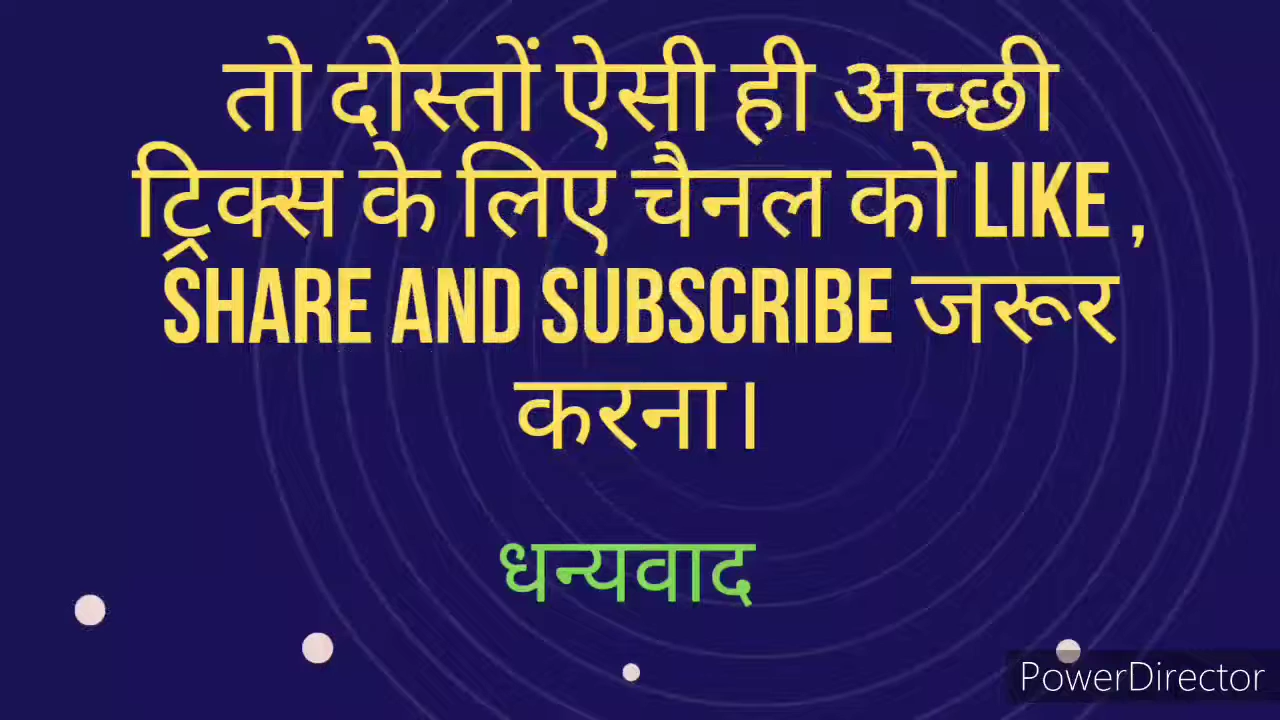 तो दोस्तों ऐसी ही अच्छी
ट्रिक्स के लिए चैनल को LIKE ,
SHARE AND SUBSCRIBE जरूर
करना।
धन्यवाद
PowerDirector